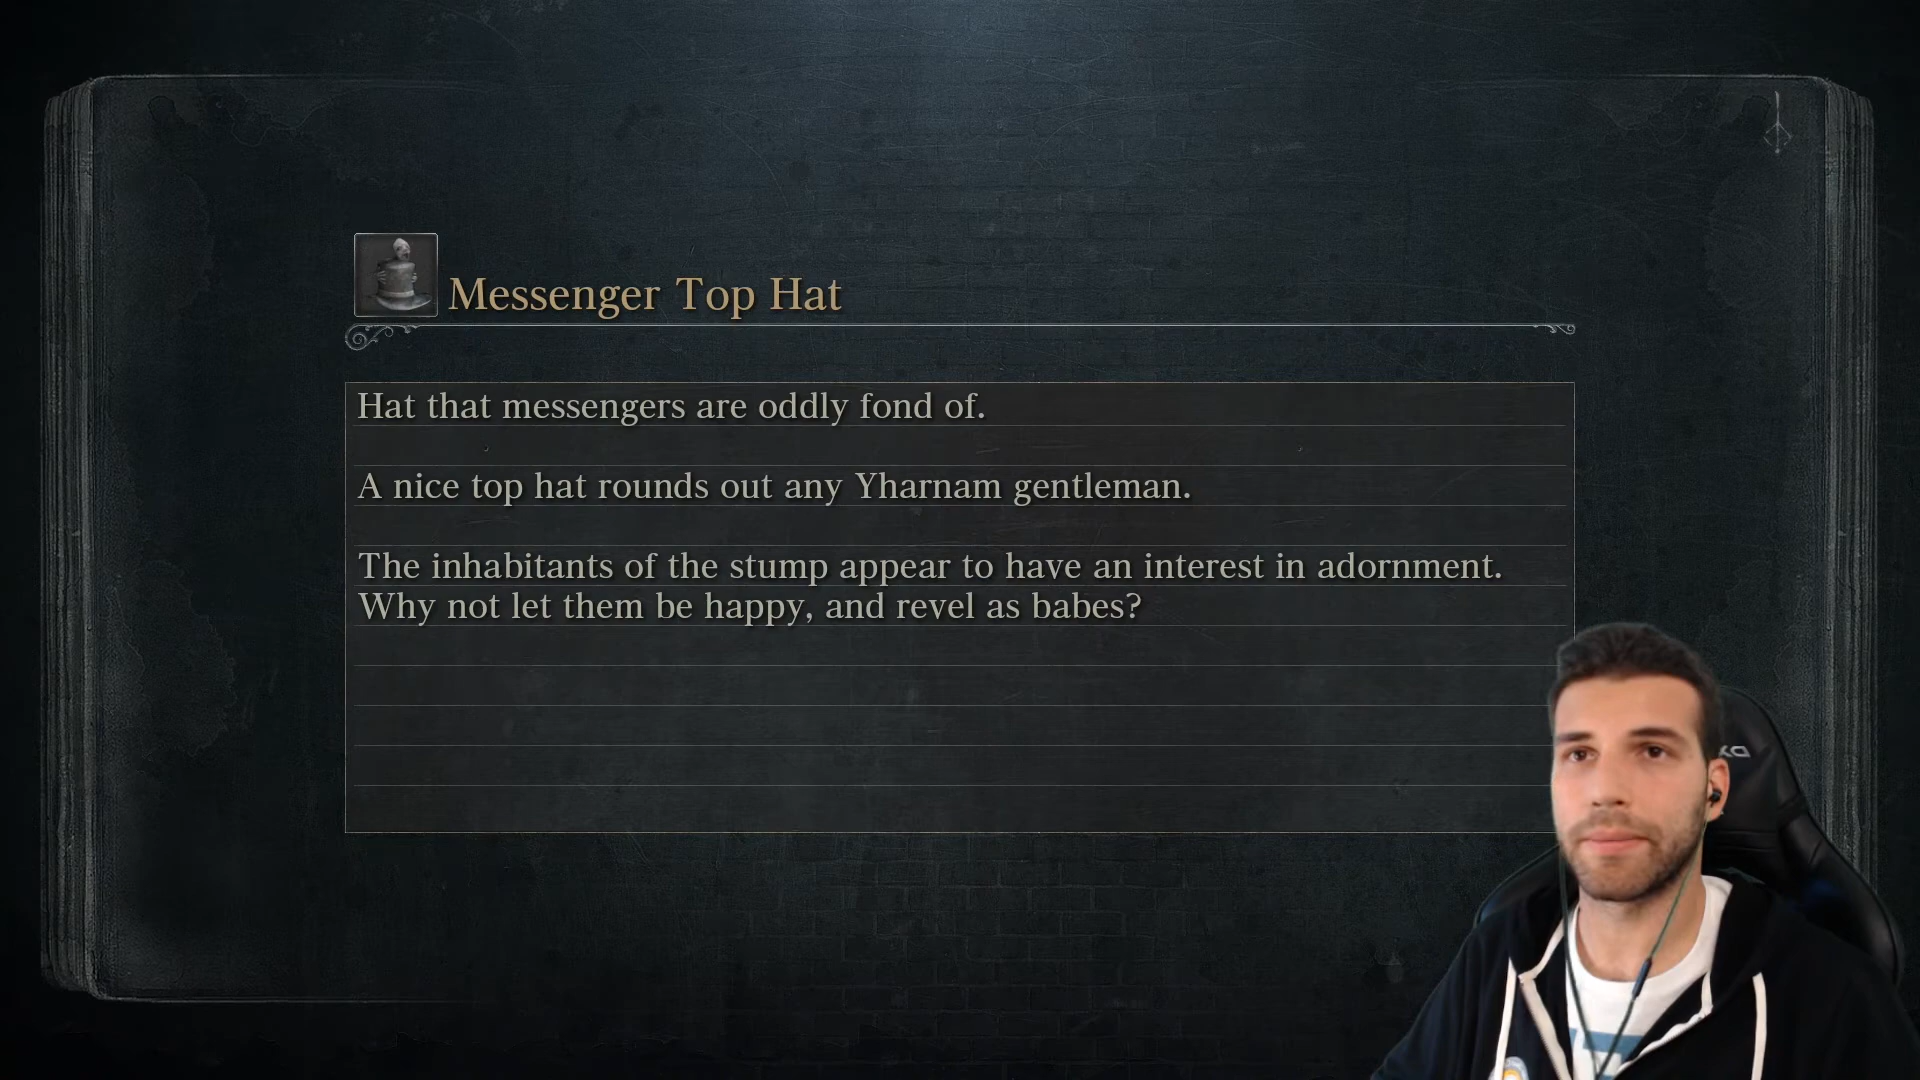 Messenger Top Hat
Hat that messengers are oddly fond of.
A nice top hat rounds out any Yharnam gentleman.
The inhabitants of the stump appear to have an interest in adornment.
Why not let them be happy, and revel as babes?